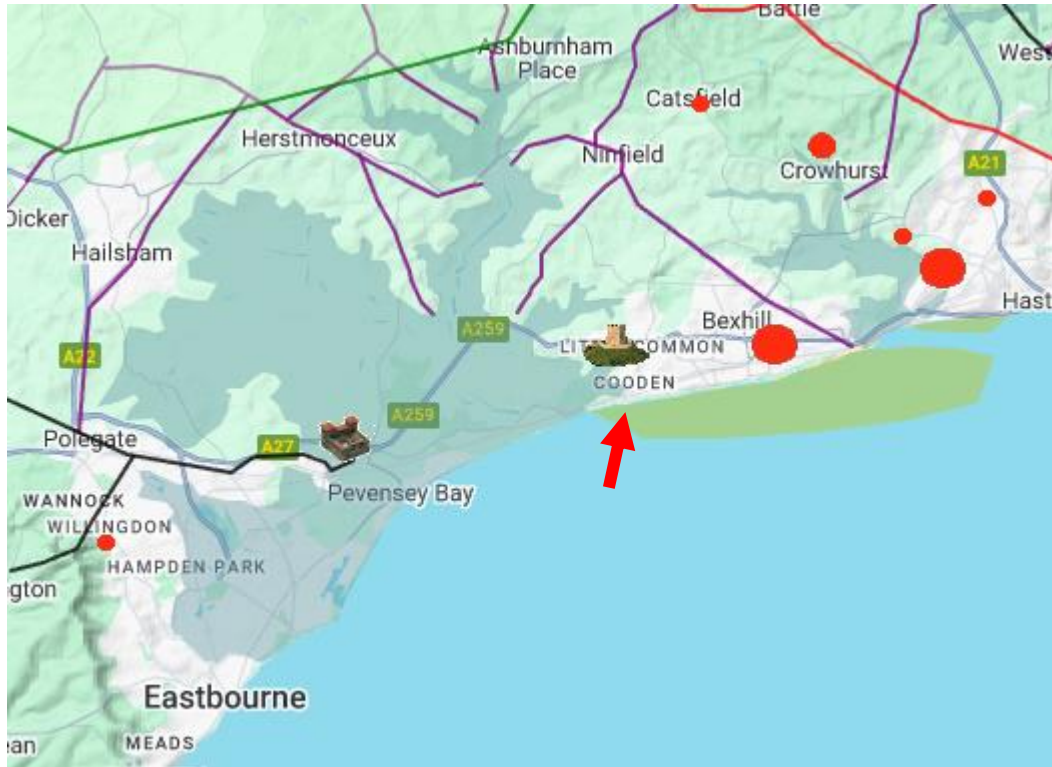 Battle
Ashburnham
Place
West
Catsfield
Herstmonceux
Ninfield
Crowhurst
A21
Dicker
Hailsham
Hast
Bexhill
A259
LITTLE COMMON
A22
COODEN
A259
Polegate
A27
Pevensey Bay
WANNOCK
WILLINGDON
HAMPDEN PARK
gton
Eastbourne
ean
MEADS